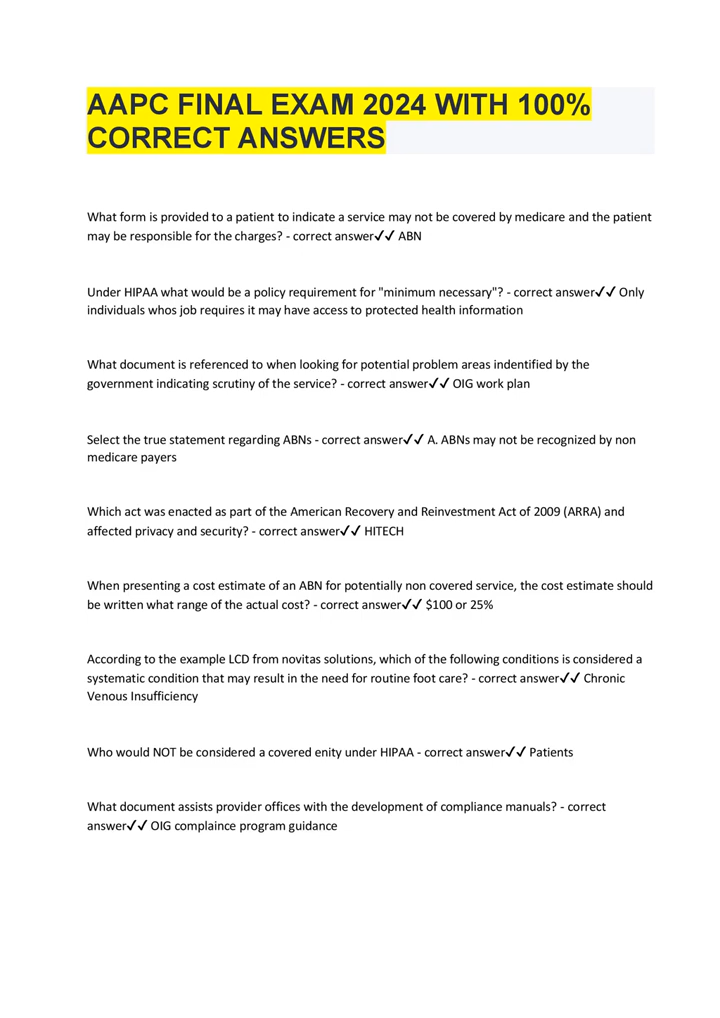 AAPC FINAL EXAM 2024 WITH 100%
CORRECT ANSWERS
What form is provided to a patient to indicate a service may not be covered by medicare and the patient
may be responsible for the charges? - correct answer✔✔ ABN
Under HIPAA what would be a policy requirement for "minimum necessary"? - correct answer✔✔ Only
individuals whos job requires it may have access to protected health information
What document is referenced to when looking for potential problem areas indentified by the
government indicating scrutiny of the service? - correct answer✔✔ OIG work plan
Select the true statement regarding ABNs - correct answer✔✔ A. ABNs may not be recognized by non
medicare payers
Which act was enacted as part of the American Recovery and Reinvestment Act of 2009 (ARRA) and
affected privacy and security? - correct answer✔✔ HITECH
When presenting a cost estimate of an ABN for potentially non covered service, the cost estimate should
be written what range of the actual cost? - correct answer✔✔ $100 or 25%
According to the example LCD from novitas solutions, which of the following conditions is considered a
systematic condition that may result in the need for routine foot care? - correct answer✔✔ Chronic
Venous Insufficiency
Who would NOT be considered a covered enity under HIPAA - correct answer✔✔ Patients
What document assists provider offices with the development of compliance manuals? - correct
answer✔✔ OIG complaince program guidance